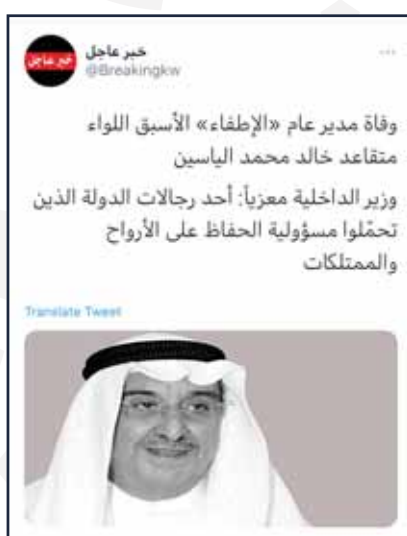 خبر عاجل
خبر عاجل
@Breakingkw
وفاة مدير عام «الإطفاء» الأسبق اللواء
متقاعد خالد محمد الياسين
وزير الداخلية معزياً: أحد رجالات الدولة الذين
تحمّلوا مسؤولية الحفاظ على الأرواح
والممتلكات
Translate Tweet